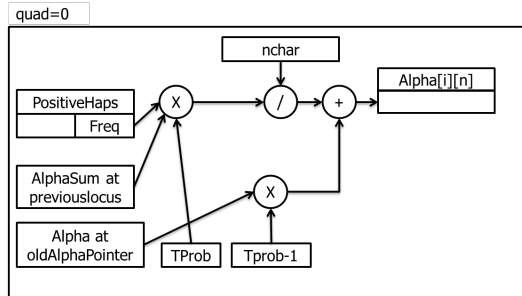 quad=0
nchar
Alpha[i][n]
PositiveHaps
Freq
X
/
+
AlphaSum at
previouslocus
X
Alpha at
oldAlphaPointer
TProb
Tprob-1